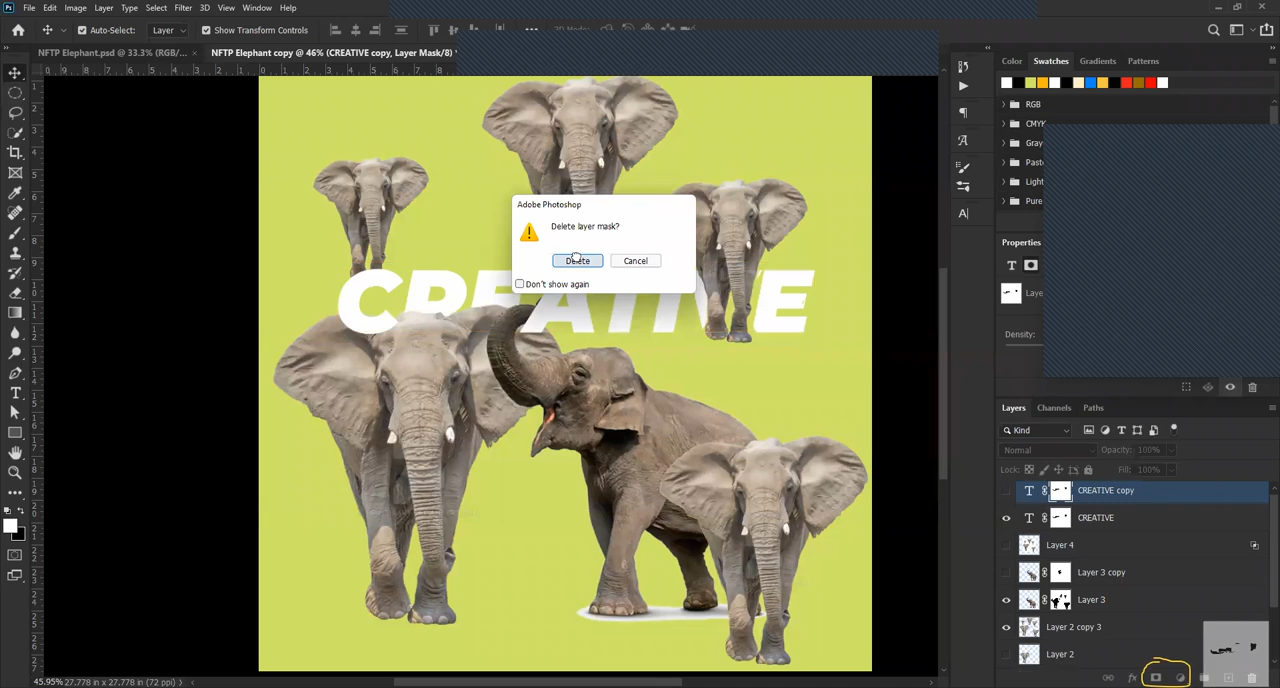 Ps File Edit Image Layer Type Select Filter 3D View Window Help
Auto-Select: Layer Show Transform Controls
NFTP Elephant.psd @ 33.3% (RGB/... × NFTP Elephant copy @ 46% (CREATIVE copy, Layer Mask/8) *
Color Swatches Gradients Patterns
RGB
CMYK
Gray
Past
Light
Pure
Adobe Photoshop
Delete layer mask?
Delete Cancel
Don't show again
CREATIVE
Properties
Laye
Density:
Layers Channels Paths
Kind
Normal Opacity: 100%
Lock: Fill: 100%
CREATIVE copy
CREATIVE
Layer 4
Layer 3 copy
Layer 3
Layer 2 copy 3
Layer 2
45.95% 27.778 in x 27.778 in (72 ppi)